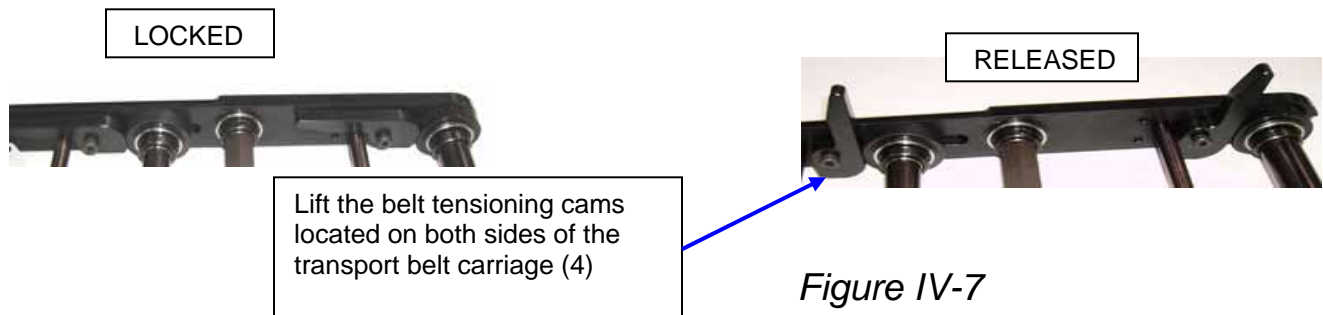 LOCKED
RELEASED
Lift the belt tensioning cams
located on both sides of the
transport belt carriage (4)
Figure IV-7